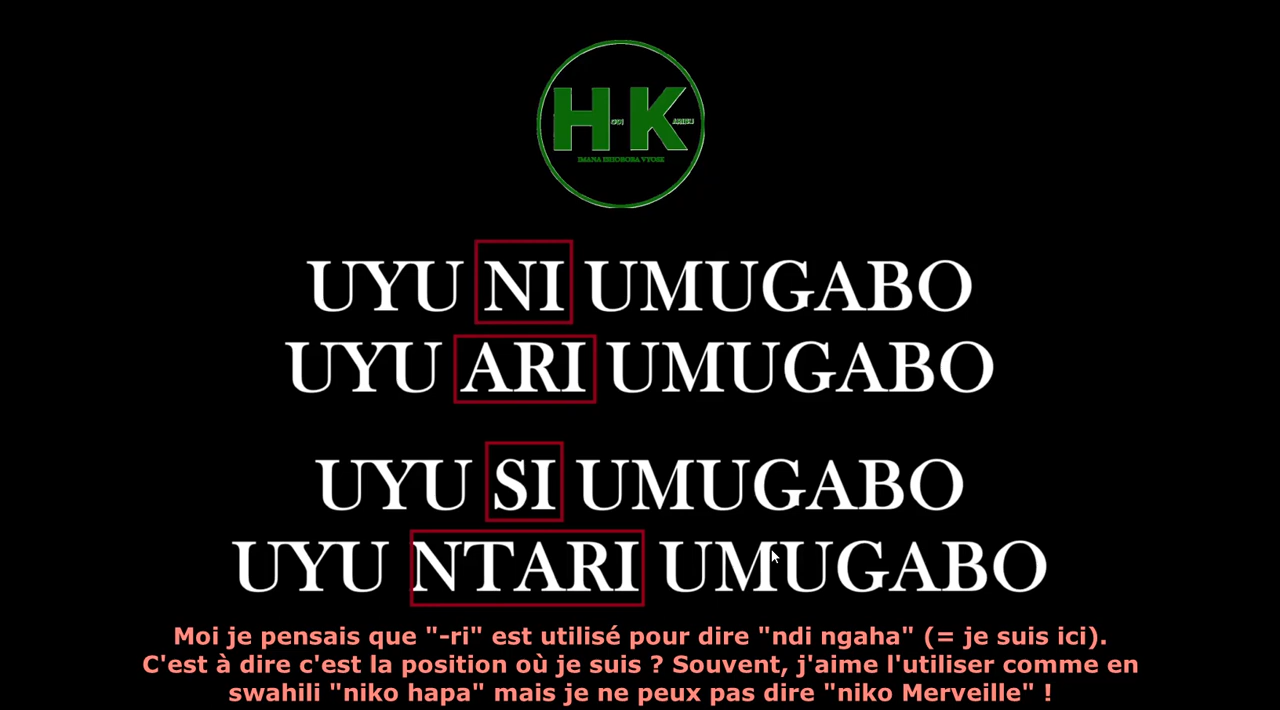 H K
IMANA ISHOBORA VYOSE
UYU NI UMUGABO
UYU ARI UMUGABO
UYU SI UMUGABO
UYU NTARI UMUGABO
Moi je pensais que "-ri" est utilisé pour dire "ndi ngaha" (= je suis ici).
C'est à dire c'est la position où je suis ? Souvent, j'aime l'utiliser comme en
swahili "niko hapa" mais je ne peux pas dire "niko Merveille" !